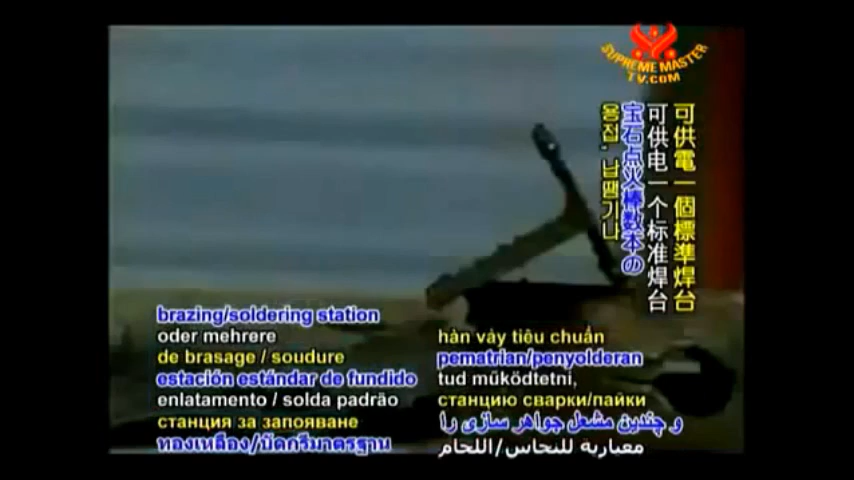 SUPREME MASTER
TV.COM
可供電一個標準焊台
可供电一个标准焊台
宝石点火棒数本の
용접, 납땜기나
brazing/soldering station
oder mehrere
de brasage / soudure
estación estándar de fundido
enlatamento / solda padrão
станция за запояване
ทองเหลือง/บัดกรีมาตรฐาน
hàn vảy tiêu chuẩn
pematrian/penyolderan
tud működtetni,
станцию сварки/пайки
و چندین مشعل جواهر سازی را
معيارية للنحاس/اللحام